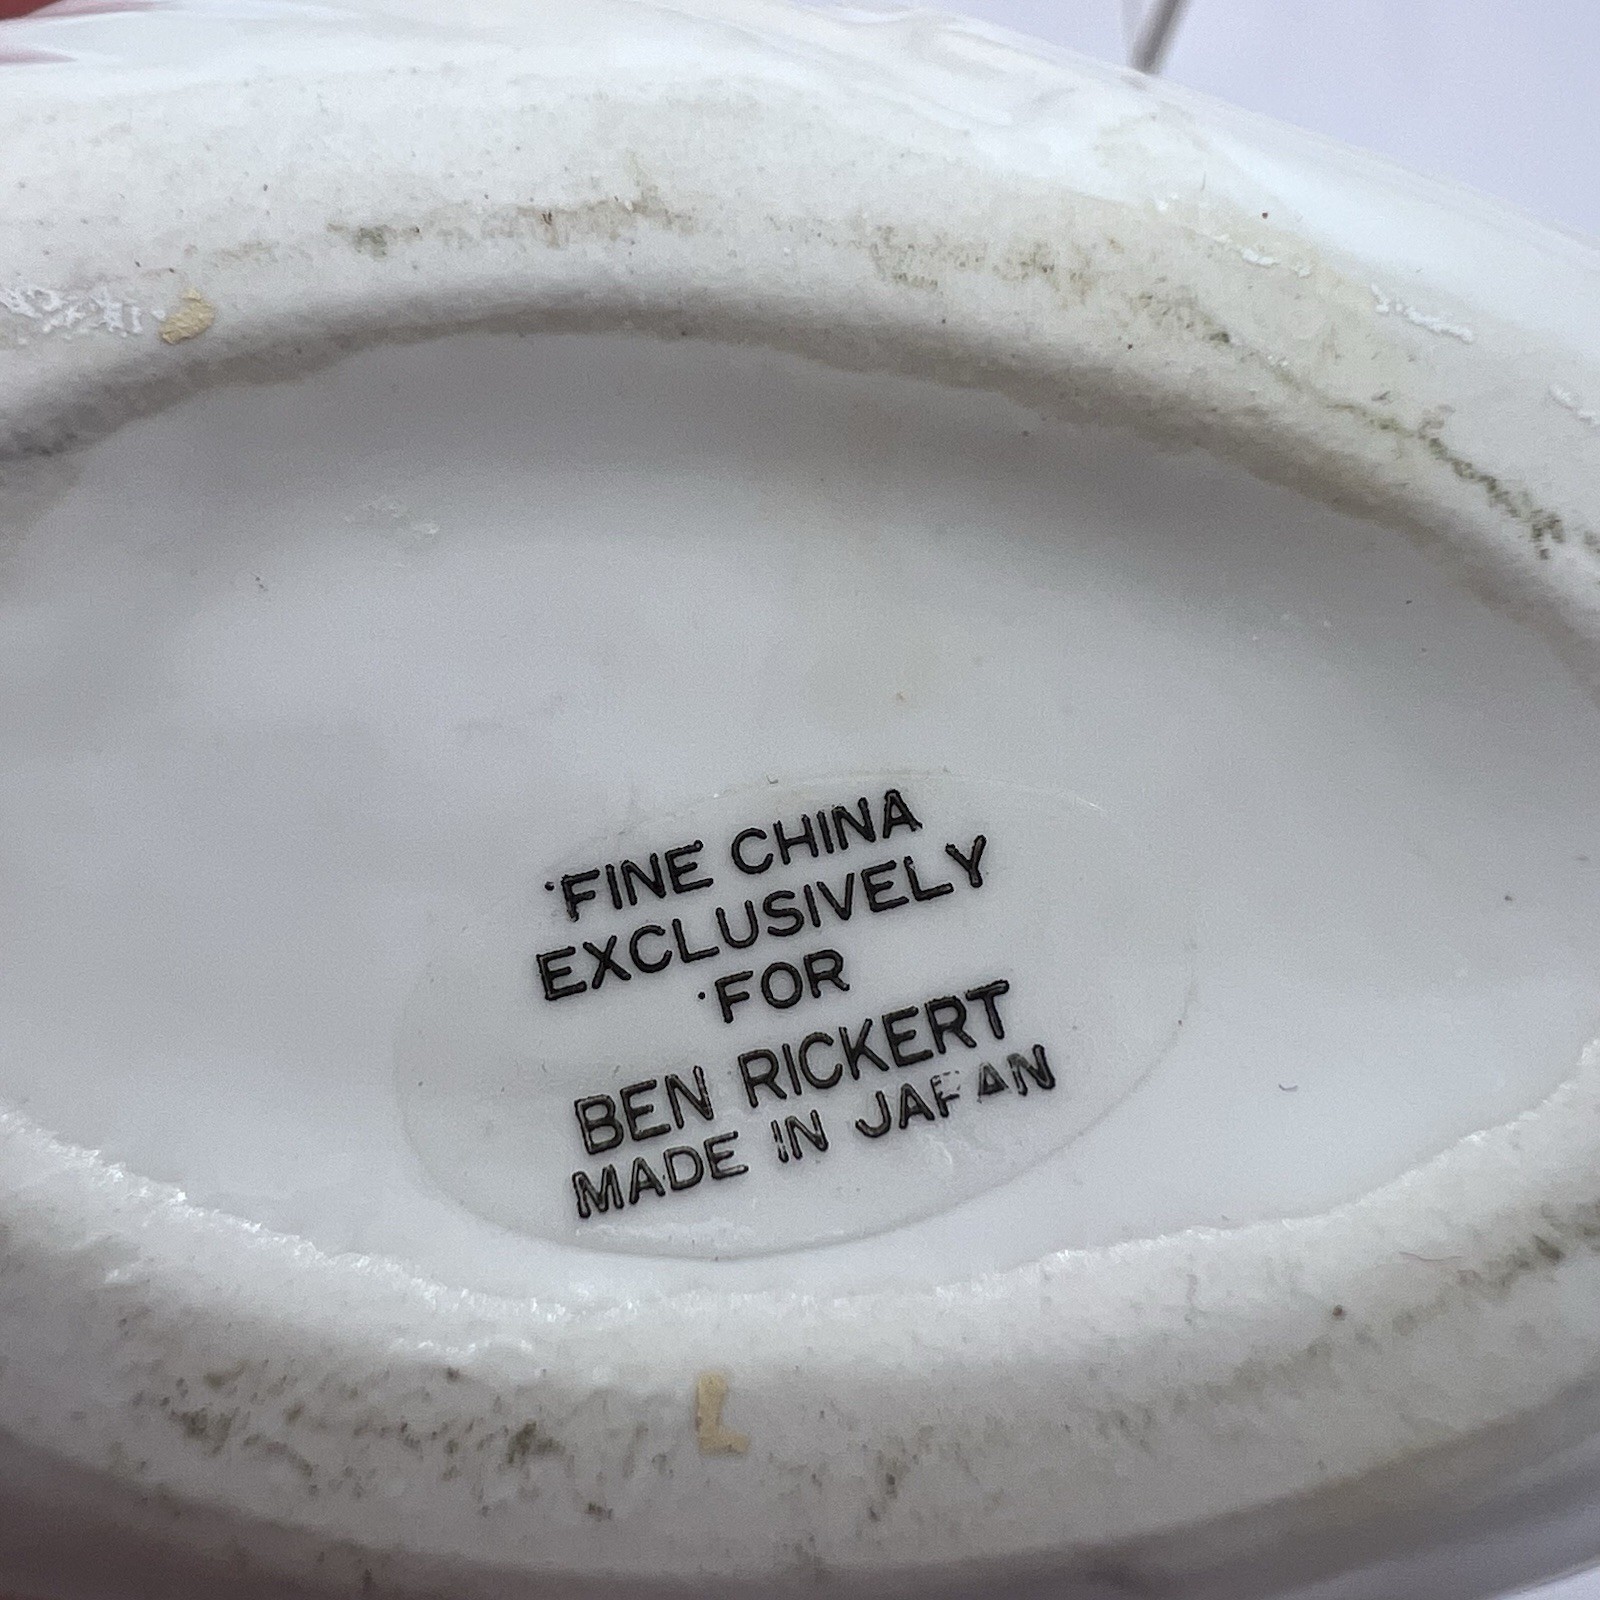 FINE CHINA
EXCLUSIVELY
FOR
BEN RICKERT
MADE IN JAPAN
L